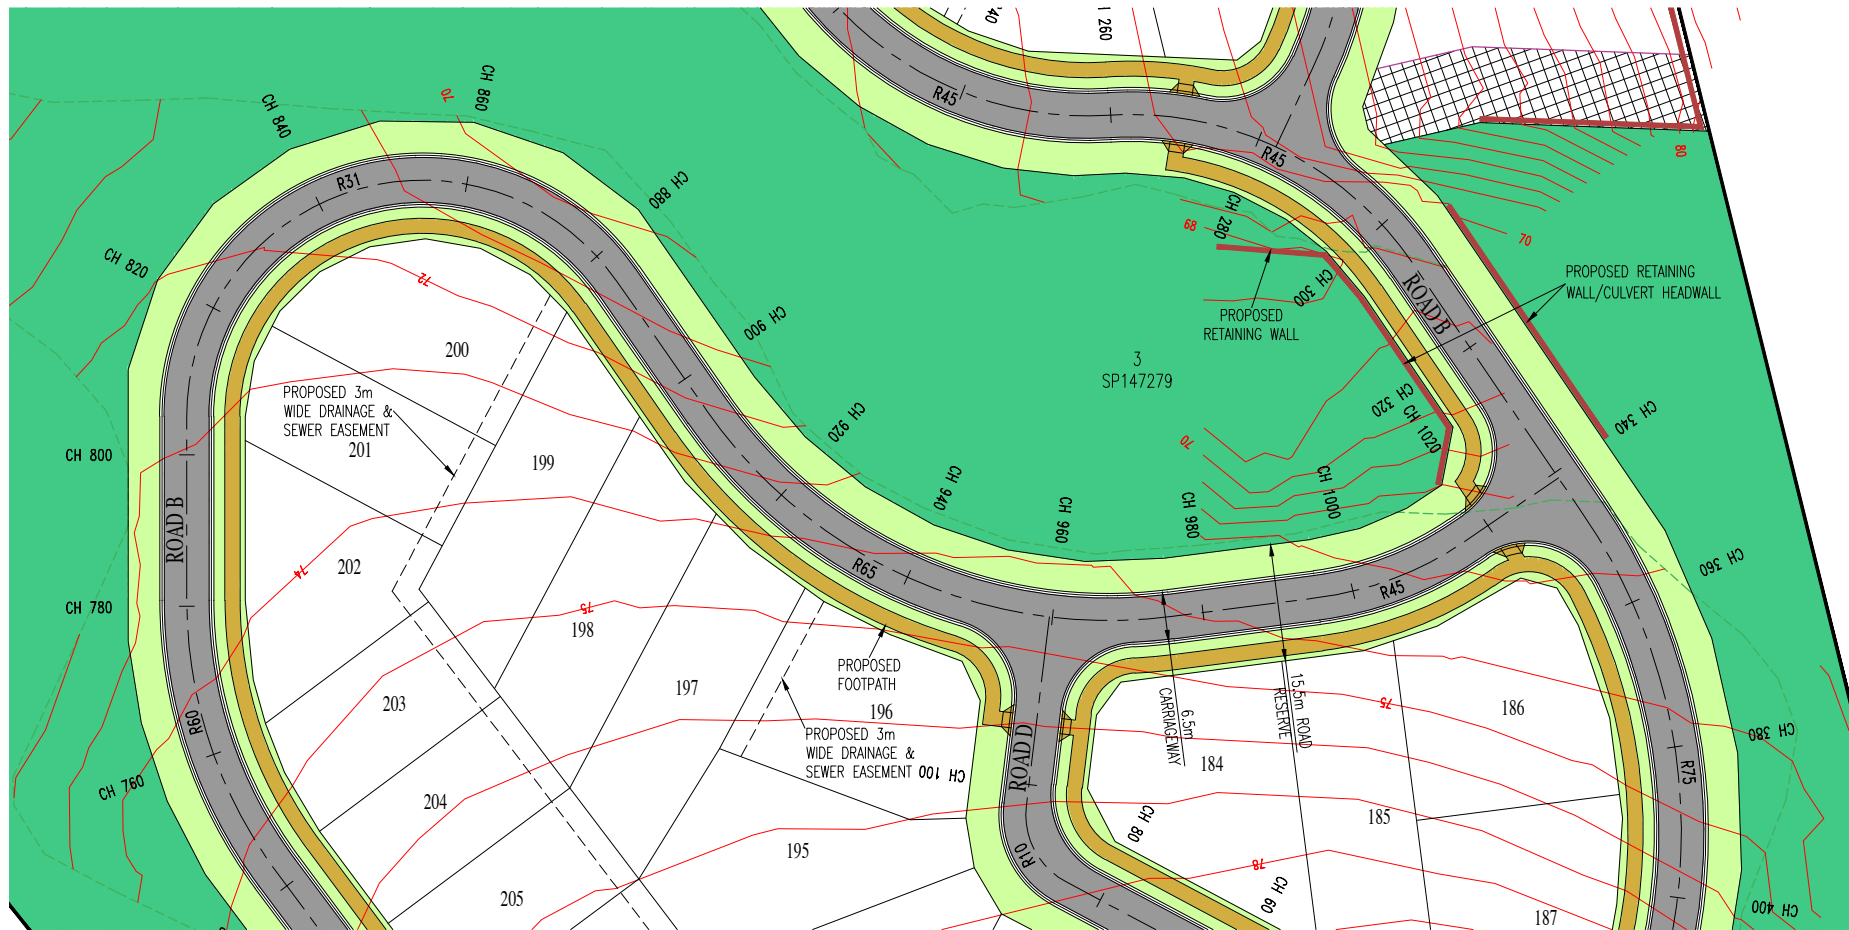 240
260
CH 860
70
CH 840
R45
R45
80
R31
CH 880
CH 280
68
70
CH 820
72
CH 300
PROPOSED RETAINING
WALL/CULVERT HEADWALL
ROAD B
PROPOSED
RETAINING WALL
CH 900
200
3
SP147279
PROPOSED 3m
WIDE DRAINAGE &
SEWER EASEMENT
201
199
CH 920
CH 320
CH 1020
CH 340
70
CH 800
CH 940
CH 960
CH 980
CH 1000
ROAD B
202
74
R65
CH 360
R45
CH 780
75
198
PROPOSED
FOOTPATH
197
196
203
R60
6.5m
CARRIAGEWAY
15.5m ROAD
RESERVE
75
186
CH 380
PROPOSED 3m
WIDE DRAINAGE &
SEWER EASEMENT
CH 100
ROAD D
184
R75
CH 760
204
185
CH 80
195
R10
78
CH 60
205
187
CH 400